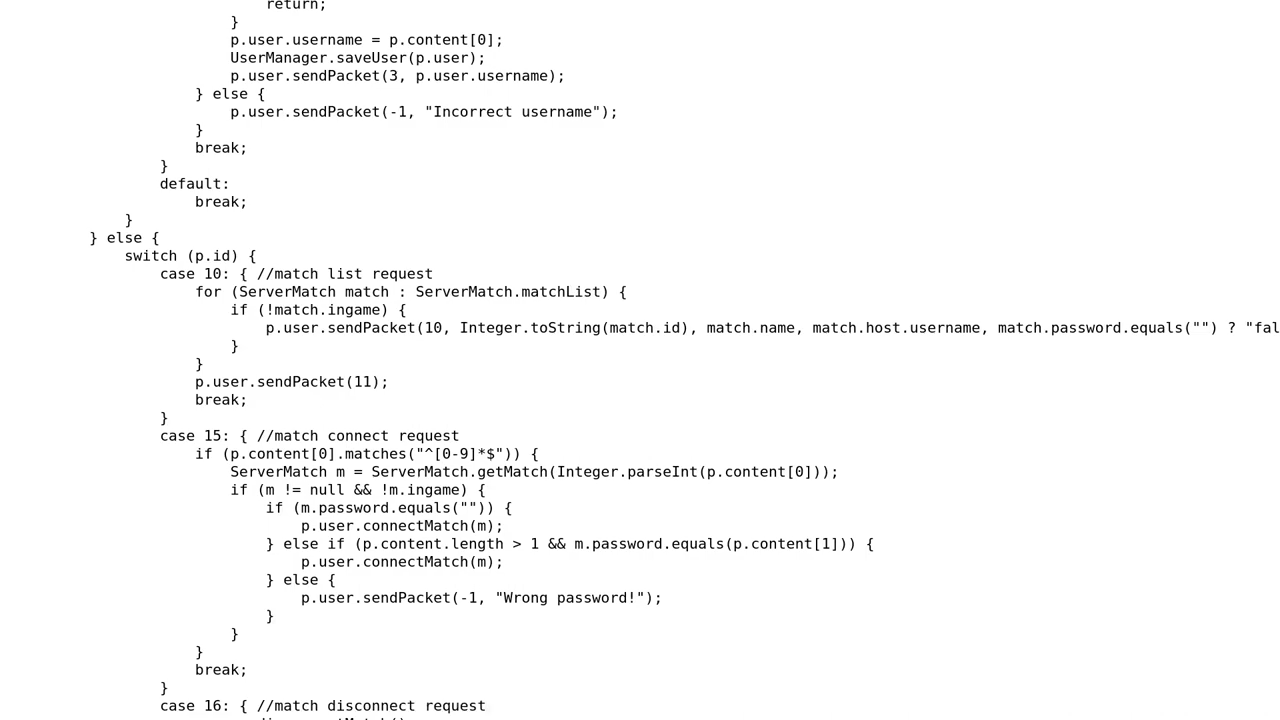 return;
}
p.user.username = p.content[0];
UserManager.saveUser(p.user);
p.user.sendPacket(3, p.user.username);
} else {
p.user.sendPacket(-1, "Incorrect username");
}
break;
}
default:
break;
}
} else {
switch (p.id) {
case 10: { //match list request
for (ServerMatch match : ServerMatch.matchList) {
if (!match.ingame) {
p.user.sendPacket(10, Integer.toString(match.id), match.name, match.host.username, match.password.equals("") ? "fal
}
}
p.user.sendPacket(11);
break;
}
case 15: { //match connect request
if (p.content[0].matches("^[0-9]*$")) {
ServerMatch m = ServerMatch.getMatch(Integer.parseInt(p.content[0]));
if (m != null && !m.ingame) {
if (m.password.equals("")) {
p.user.connectMatch(m);
} else if (p.content.length > 1 && m.password.equals(p.content[1])) {
p.user.connectMatch(m);
} else {
p.user.sendPacket(-1, "Wrong password!");
}
}
}
break;
}
case 16: { //match disconnect request